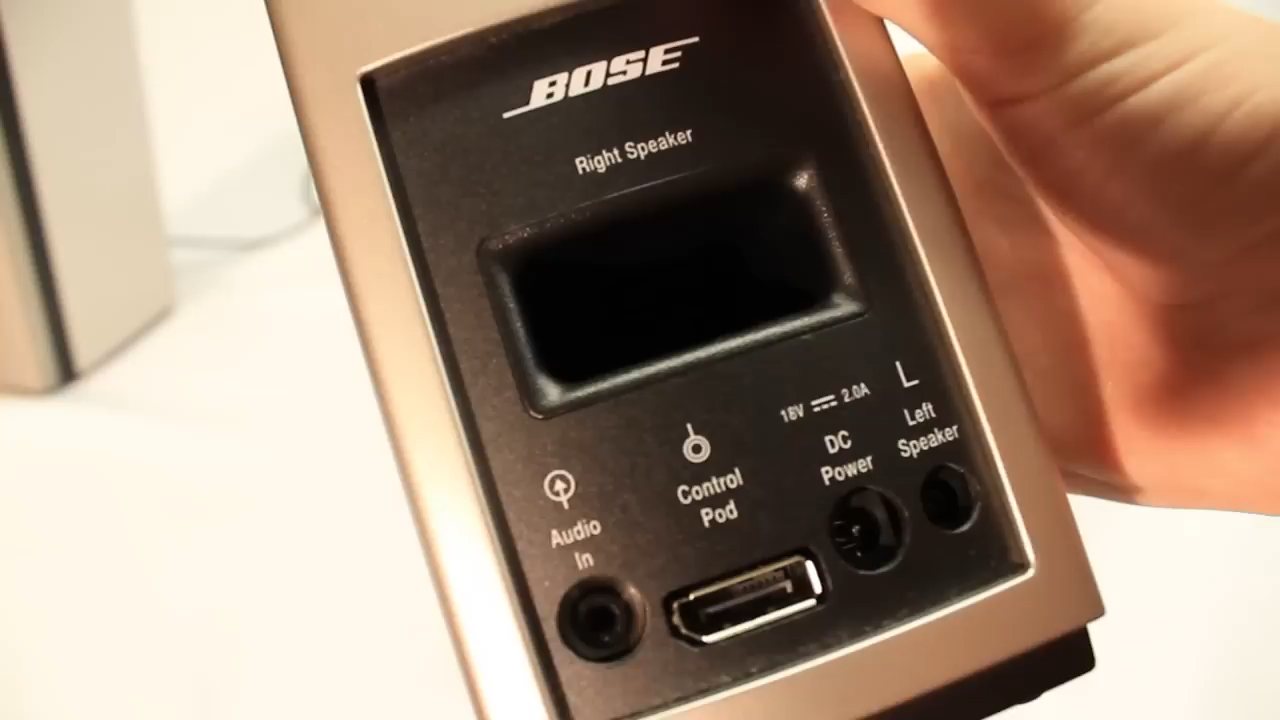 BOSE
Right Speaker
18V 2.0A
L
Left
Speaker
DC
Power
Control
Pod
Audio
In